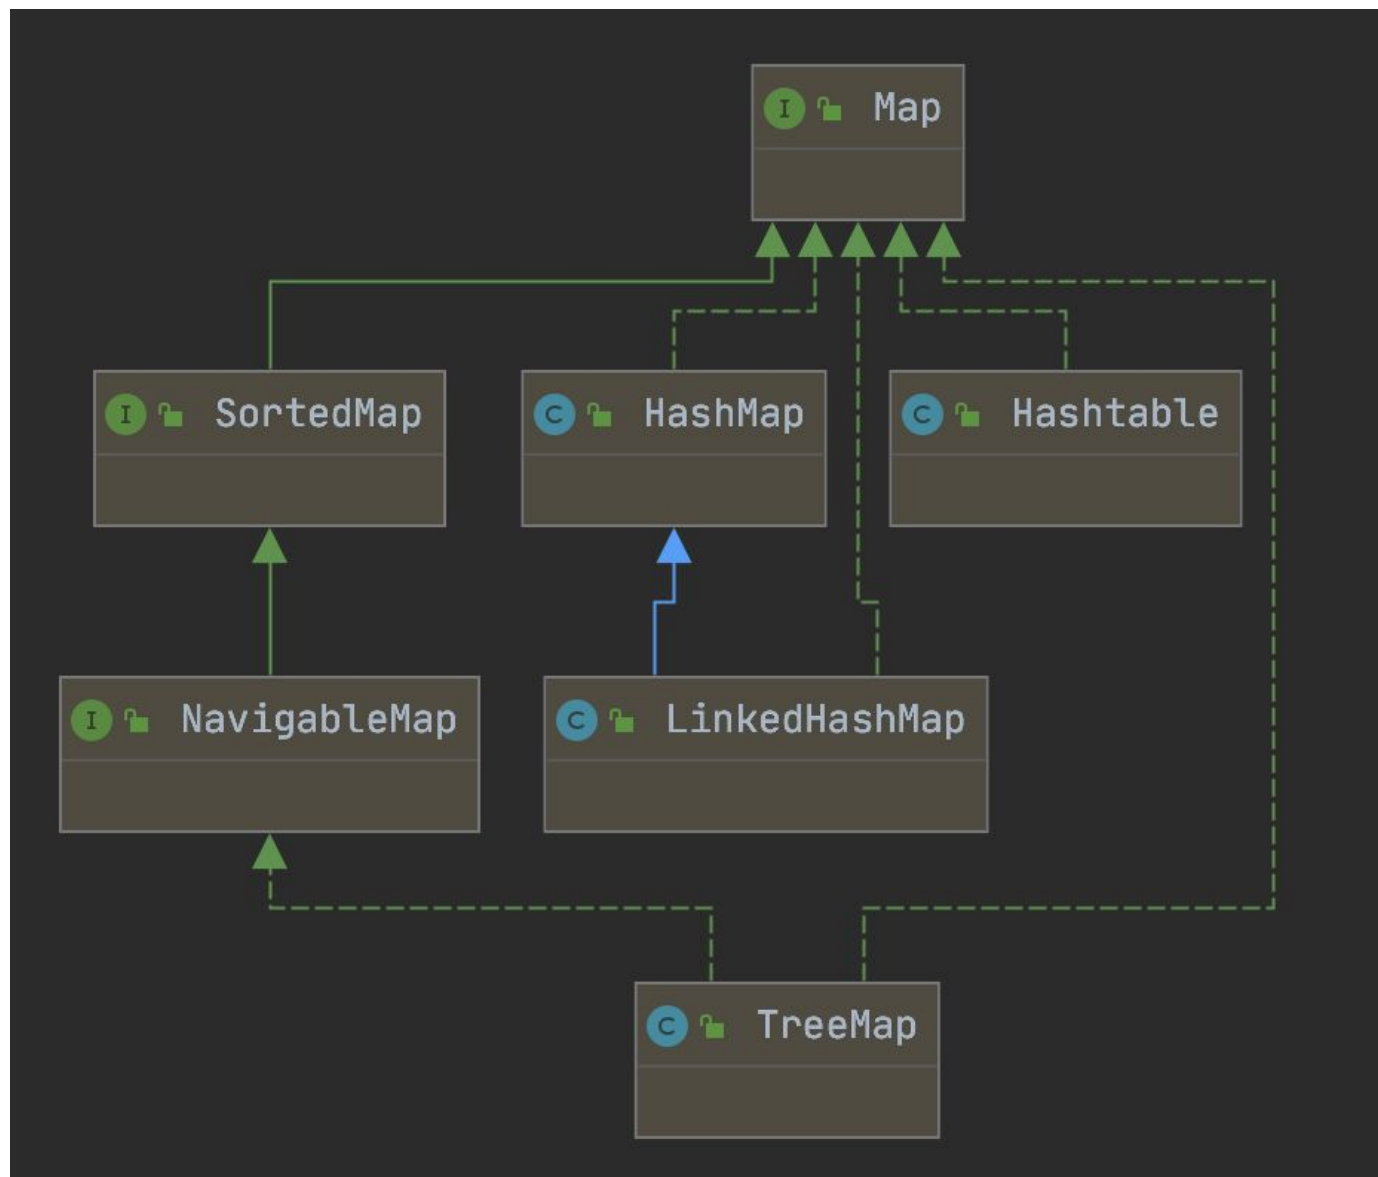 I Map
I SortedMap
C HashMap
C Hashtable
I NavigableMap
C LinkedHashMap
C TreeMap